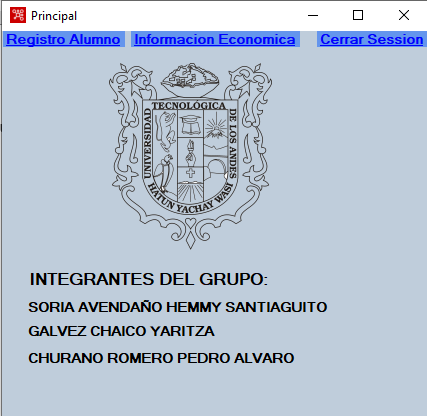 Principal
Registro Alumno Informacion Economica Cerrar Session
UNIVERSIDAD TECNOLÓGICA DE LOS ANDES
HATUN YACHAY WASI
INTEGRANTES DEL GRUPO:
SORIA AVENDAÑO HEMMY SANTIAGUITO
GALVEZ CHAICO YARITZA
CHURANO ROMERO PEDRO ALVARO